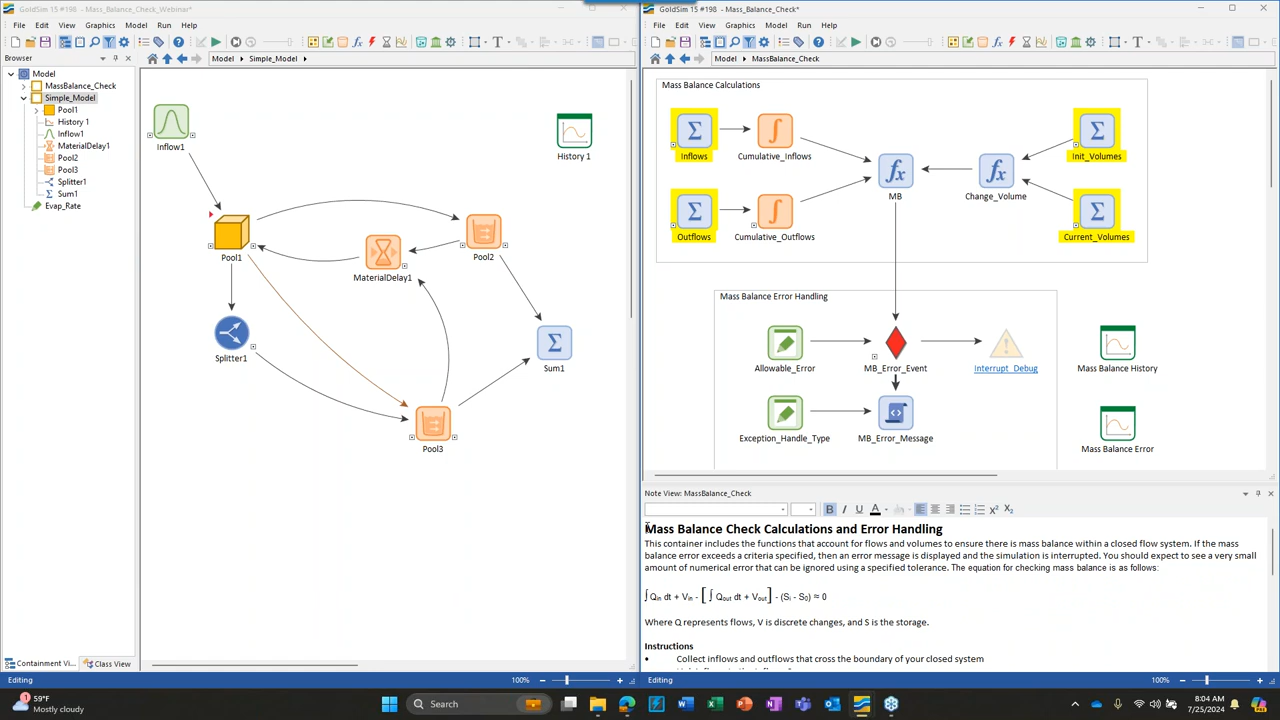 GoldSim 15 #198 - Mass_Balance_Check_Webinar*
File Edit View Graphics Model Run Help
Browser
Model Simple_Model
Model
MassBalance_Check
Simple_Model
Pool1
History 1
Inflow1
MaterialDelay1
Pool2
Pool3
Splitter1
Sum1
Evap_Rate
Inflow1
History 1
Pool1
Pool2
MaterialDelay1
Splitter1
Sum1
Pool3
Containment Vi...
Class View
Editing
100%
GoldSim 15 #198 - Mass_Balance_Check*
File Edit View Graphics Model Run Help
Model MassBalance_Check
Mass Balance Calculations
Inflows
Cumulative_Inflows
Init_Volumes
MB
Change_Volume
Outflows
Cumulative_Outflows
Current_Volumes
Mass Balance Error Handling
Allowable_Error
MB_Error_Event
Interrupt_Debug
Mass Balance History
Exception_Handle_Type
MB_Error_Message
Mass Balance Error
Note View: MassBalance_Check
Mass Balance Check Calculations and Error Handling
This container includes the functions that account for flows and volumes to ensure there is mass balance within a closed flow system. If the mass
balance error exceeds a criteria specified, then an error message is displayed and the simulation is interrupted. You should expect to see a very small
amount of numerical error that can be ignored using a specified tolerance. The equation for checking mass balance is as follows:
∫ Qin dt + Vin - [ ∫ Qout dt + Vout ] - (Si - S0) ≈ 0
Where Q represents flows, V is discrete changes, and S is the storage.
Instructions
• Collect inflows and outflows that cross the boundary of your closed system
Editing
100%
1
59°F
Mostly cloudy
Search
8:04 AM
7/25/2024